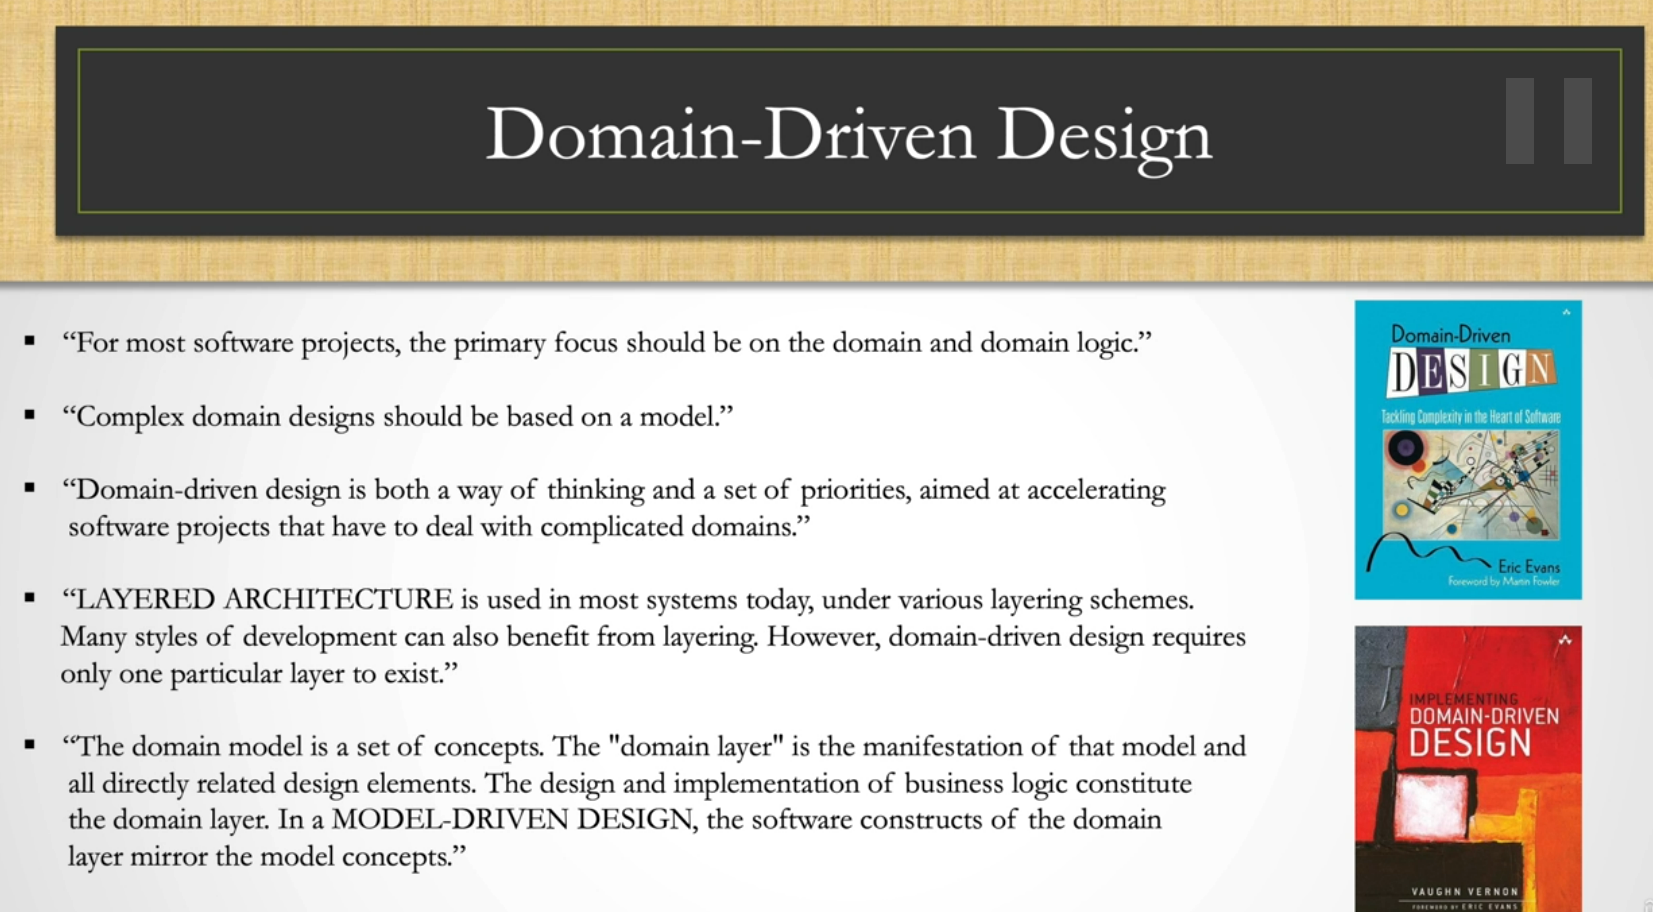 Domain-Driven Design
“For most software projects, the primary focus should be on the domain and domain logic.”
“Complex domain designs should be based on a model.”
“Domain-driven design is both a way of thinking and a set of priorities, aimed at accelerating
software projects that have to deal with complicated domains.”
“LAYERED ARCHITECTURE is used in most systems today, under various layering schemes.
Many styles of development can also benefit from layering. However, domain-driven design requires
only one particular layer to exist.”
“The domain model is a set of concepts. The "domain layer" is the manifestation of that model and
all directly related design elements. The design and implementation of business logic constitute
the domain layer. In a MODEL-DRIVEN DESIGN, the software constructs of the domain
layer mirror the model concepts.”
Domain-Driven
DESIGN
Tackling Complexity in the Heart of Software
Eric Evans
Foreword by Martin Fowler
IMPLEMENTING
DOMAIN-DRIVEN
DESIGN
VAUGHN VERNON
FOREWORD BY ERIC EVANS